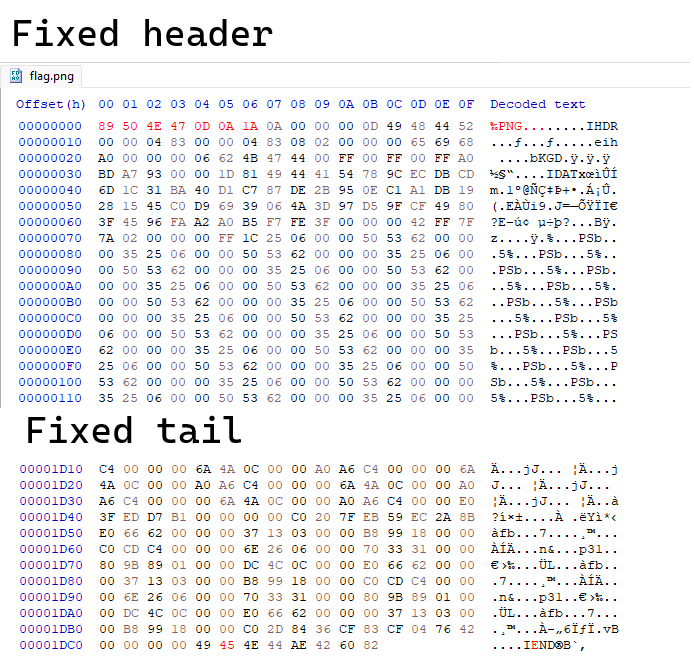 Fixed header
flag.png
Offset(h) 00 01 02 03 04 05 06 07 08 09 0A 0B 0C 0D 0E 0F Decoded text
00000000 89 50 4E 47 0D 0A 1A 0A 00 00 00 0D 49 48 44 52 ‰PNG........IHDR
00000010 00 00 04 83 00 00 04 83 08 02 00 00 00 65 69 68 ...ƒ...ƒ.....eih
00000020 A0 00 00 00 06 62 4B 47 44 00 FF 00 FF 00 FF A0  ....bKGD.ÿ.ÿ.ÿ 
00000030 BD A7 93 00 00 1D 81 49 44 41 54 78 9C EC DB CD ½§“....IDATxœìÛÍ
00000040 6D 1C 31 BA 40 D1 C7 87 DE 2B 95 0E C1 A1 DB 19 m.1º@ÑÇ‡Þ+•.Á¡Û.
00000050 28 15 45 C0 D9 69 39 06 4A 3D 97 D5 9F CF 49 80 (.EÀÙi9.J=—ÕŸÏI€
00000060 3F 45 96 FA A2 A0 B5 F7 FE 3F 00 00 00 42 FF 7F ?E–ú¢ µ÷þ?...Bÿ.
00000070 7A 02 00 00 00 FF 1C 25 06 00 00 50 53 62 00 00 z....ÿ.%...PSb..
00000080 00 35 25 06 00 00 50 53 62 00 00 00 35 25 06 00 .5%...PSb...5%..
00000090 00 50 53 62 00 00 00 35 25 06 00 00 50 53 62 00 .PSb...5%...PSb.
000000A0 00 00 35 25 06 00 00 50 53 62 00 00 00 35 25 06 ..5%...PSb...5%.
000000B0 00 00 50 53 62 00 00 00 35 25 06 00 00 50 53 62 ..PSb...5%...PSb
000000C0 00 00 00 35 25 06 00 00 50 53 62 00 00 00 35 25 ...5%...PSb...5%
000000D0 06 00 00 50 53 62 00 00 00 35 25 06 00 00 50 53 ...PSb...5%...PS
000000E0 62 00 00 00 35 25 06 00 00 50 53 62 00 00 00 35 b...5%...PSb...5
000000F0 25 06 00 00 50 53 62 00 00 00 35 25 06 00 00 50 %...PSb...5%...P
00000100 53 62 00 00 00 35 25 06 00 00 50 53 62 00 00 00 Sb...5%...PSb...
00000110 35 25 06 00 00 50 53 62 00 00 00 35 25 06 00 00 5%...PSb...5%...
Fixed tail
00001D10 C4 00 00 00 6A 4A 0C 00 00 A0 A6 C4 00 00 00 6A Ä...jJ... ¦Ä...j
00001D20 4A 0C 00 00 A0 A6 C4 00 00 00 6A 4A 0C 00 00 A0 J... ¦Ä...jJ... 
00001D30 A6 C4 00 00 00 6A 4A 0C 00 00 A0 A6 C4 00 00 E0 ¦Ä...jJ... ¦Ä..à
00001D40 3F ED D7 B1 00 00 00 00 C0 20 7F EB 59 EC 2A 8B ?í×±....À .ëYì*‹
00001D50 E0 66 62 00 00 00 37 13 03 00 00 B8 99 18 00 00 àfb...7....¸™...
00001D60 C0 CD C4 00 00 00 6E 26 06 00 00 70 33 31 00 00 ÀÍÄ...n&...p31..
00001D70 80 9B 89 01 00 00 DC 4C 0C 00 00 E0 66 62 00 00 €›‰...ÜL...àfb..
00001D80 00 37 13 03 00 00 B8 99 18 00 00 C0 CD C4 00 00 .7....¸™...ÀÍÄ..
00001D90 00 6E 26 06 00 00 70 33 31 00 00 80 9B 89 01 00 .n&...p31..€›‰..
00001DA0 00 DC 4C 0C 00 00 E0 66 62 00 00 00 37 13 03 00 .ÜL...àfb...7...
00001DB0 00 B8 99 18 00 00 C0 2D 84 36 CF 83 CF 04 76 42 .¸™...À-„6ÏƒÏ.vB
00001DC0 00 00 00 00 49 45 4E 44 AE 42 60 82 ....IEND®B`‚